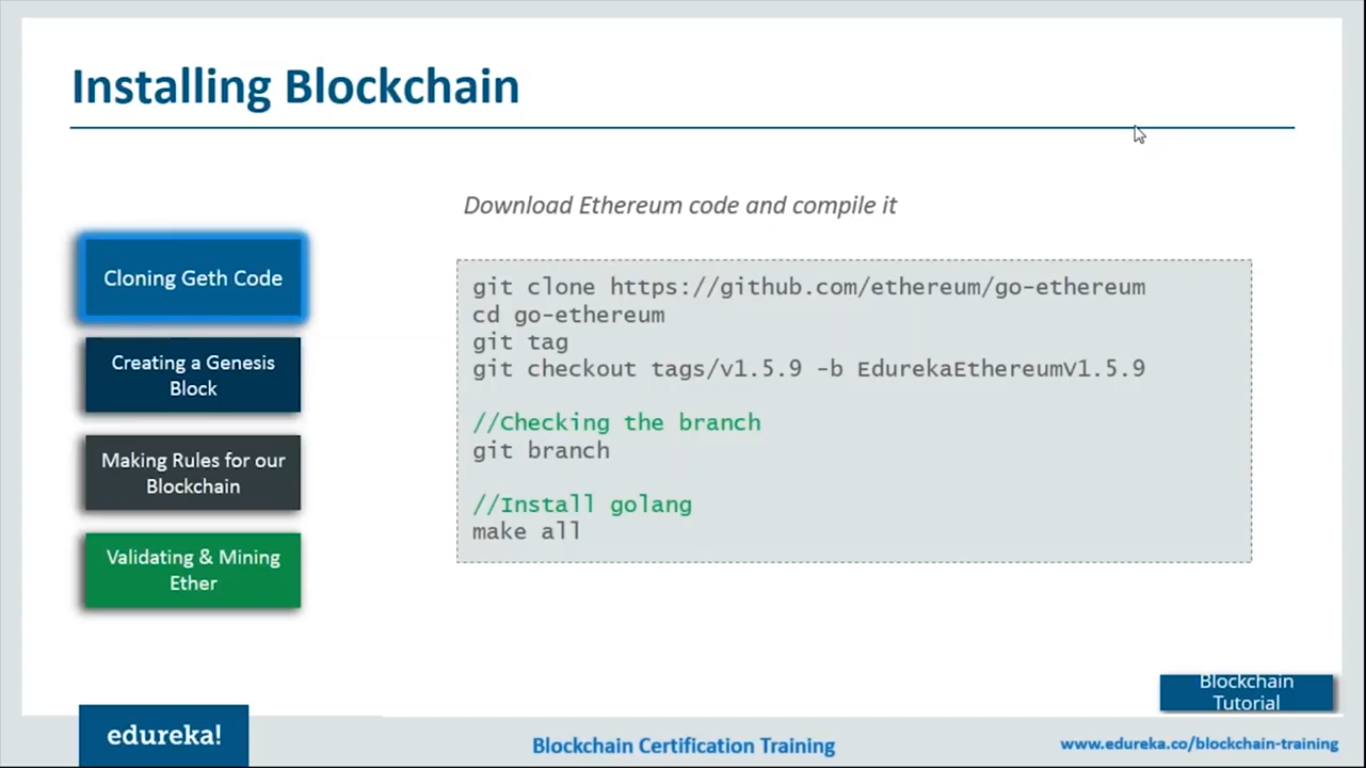 Installing Blockchain
Download Ethereum code and compile it
Cloning Geth Code
Creating a Genesis
Block
Making Rules for our
Blockchain
Validating & Mining
Ether
git clone https://github.com/ethereum/go-ethereum
cd go-ethereum
git tag
git checkout tags/v1.5.9 -b EdurekaEthereumV1.5.9
//Checking the branch
git branch
//Install golang
make all
Blockchain
Tutorial
edureka!
Blockchain Certification Training
www.edureka.co/blockchain-training